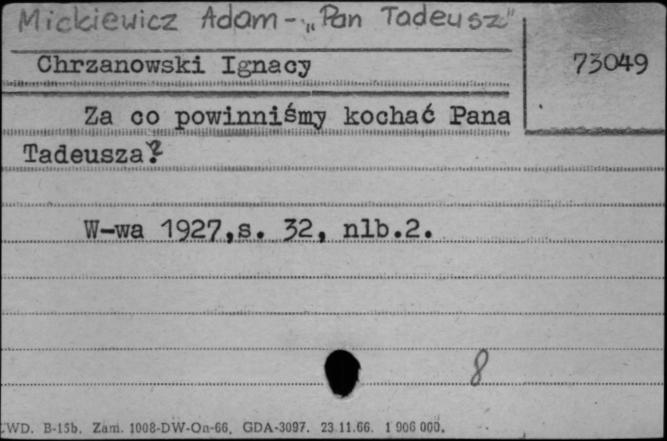 Mickiewicz Adam - „Pan Tadeusz"
Chrzanowski Ignacy
73049
Za co powinniśmy kochać Pana
Tadeusza?
W-wa 1927,s. 32, nlb.2.
8
CWD. B-15b. Zam. 1008-DW-On-66. GDA-3097. 23.11.66. 1 906 000.